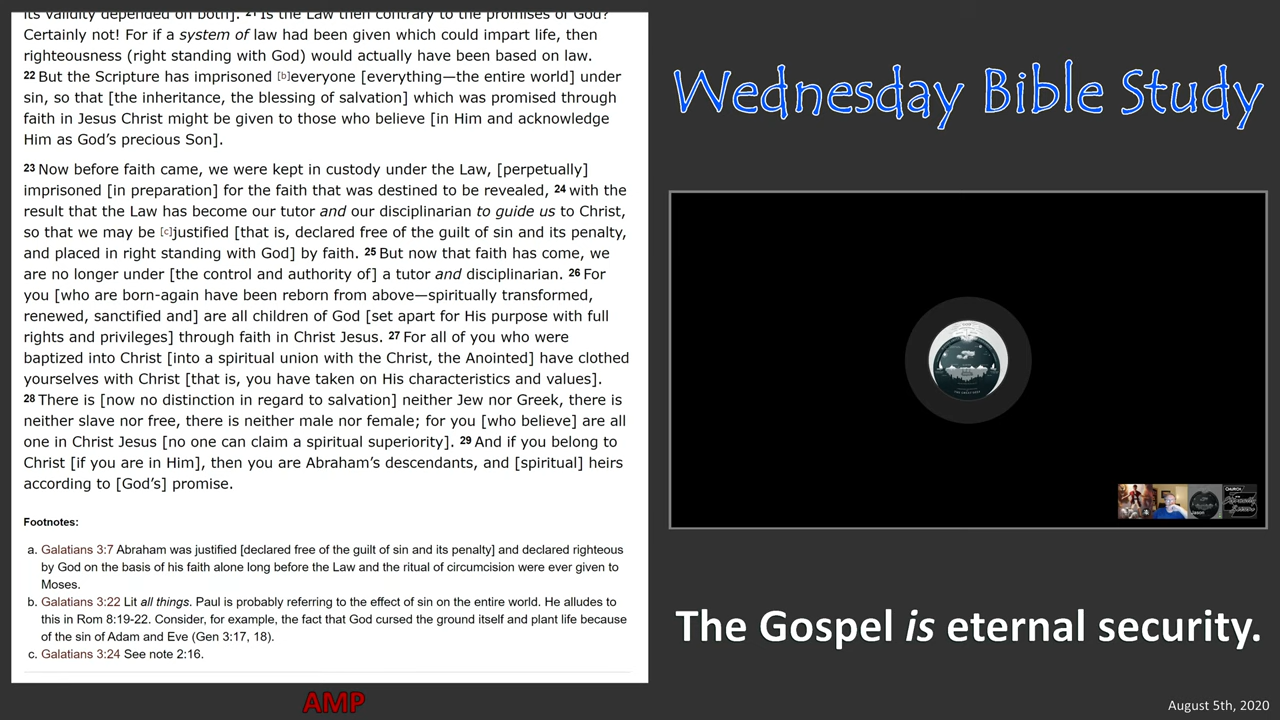 its validity depended on both]. 21 Is the Law then contrary to the promises of God?
Certainly not! For if a system of law had been given which could impart life, then
righteousness (right standing with God) would actually have been based on law.
22 But the Scripture has imprisoned [b]everyone [everything—the entire world] under
sin, so that [the inheritance, the blessing of salvation] which was promised through
faith in Jesus Christ might be given to those who believe [in Him and acknowledge
Him as God’s precious Son].
23 Now before faith came, we were kept in custody under the Law, [perpetually]
imprisoned [in preparation] for the faith that was destined to be revealed, 24 with the
result that the Law has become our tutor and our disciplinarian to guide us to Christ,
so that we may be [c]justified [that is, declared free of the guilt of sin and its penalty,
and placed in right standing with God] by faith. 25 But now that faith has come, we
are no longer under [the control and authority of] a tutor and disciplinarian. 26 For
you [who are born-again have been reborn from above—spiritually transformed,
renewed, sanctified and] are all children of God [set apart for His purpose with full
rights and privileges] through faith in Christ Jesus. 27 For all of you who were
baptized into Christ [into a spiritual union with the Christ, the Anointed] have clothed
yourselves with Christ [that is, you have taken on His characteristics and values].
28 There is [now no distinction in regard to salvation] neither Jew nor Greek, there is
neither slave nor free, there is neither male nor female; for you [who believe] are all
one in Christ Jesus [no one can claim a spiritual superiority]. 29 And if you belong to
Christ [if you are in Him], then you are Abraham’s descendants, and [spiritual] heirs
according to [God’s] promise.
Footnotes:
a. Galatians 3:7 Abraham was justified [declared free of the guilt of sin and its penalty] and declared righteous
by God on the basis of his faith alone long before the Law and the ritual of circumcision were ever given to
Moses.
b. Galatians 3:22 Lit all things. Paul is probably referring to the effect of sin on the entire world. He alludes to
this in Rom 8:19-22. Consider, for example, the fact that God cursed the ground itself and plant life because
of the sin of Adam and Eve (Gen 3:17, 18).
c. Galatians 3:24 See note 2:16.
AMP
Wednesday Bible Study
CHURCH
Jason
The Gospel is eternal security.
August 5th, 2020